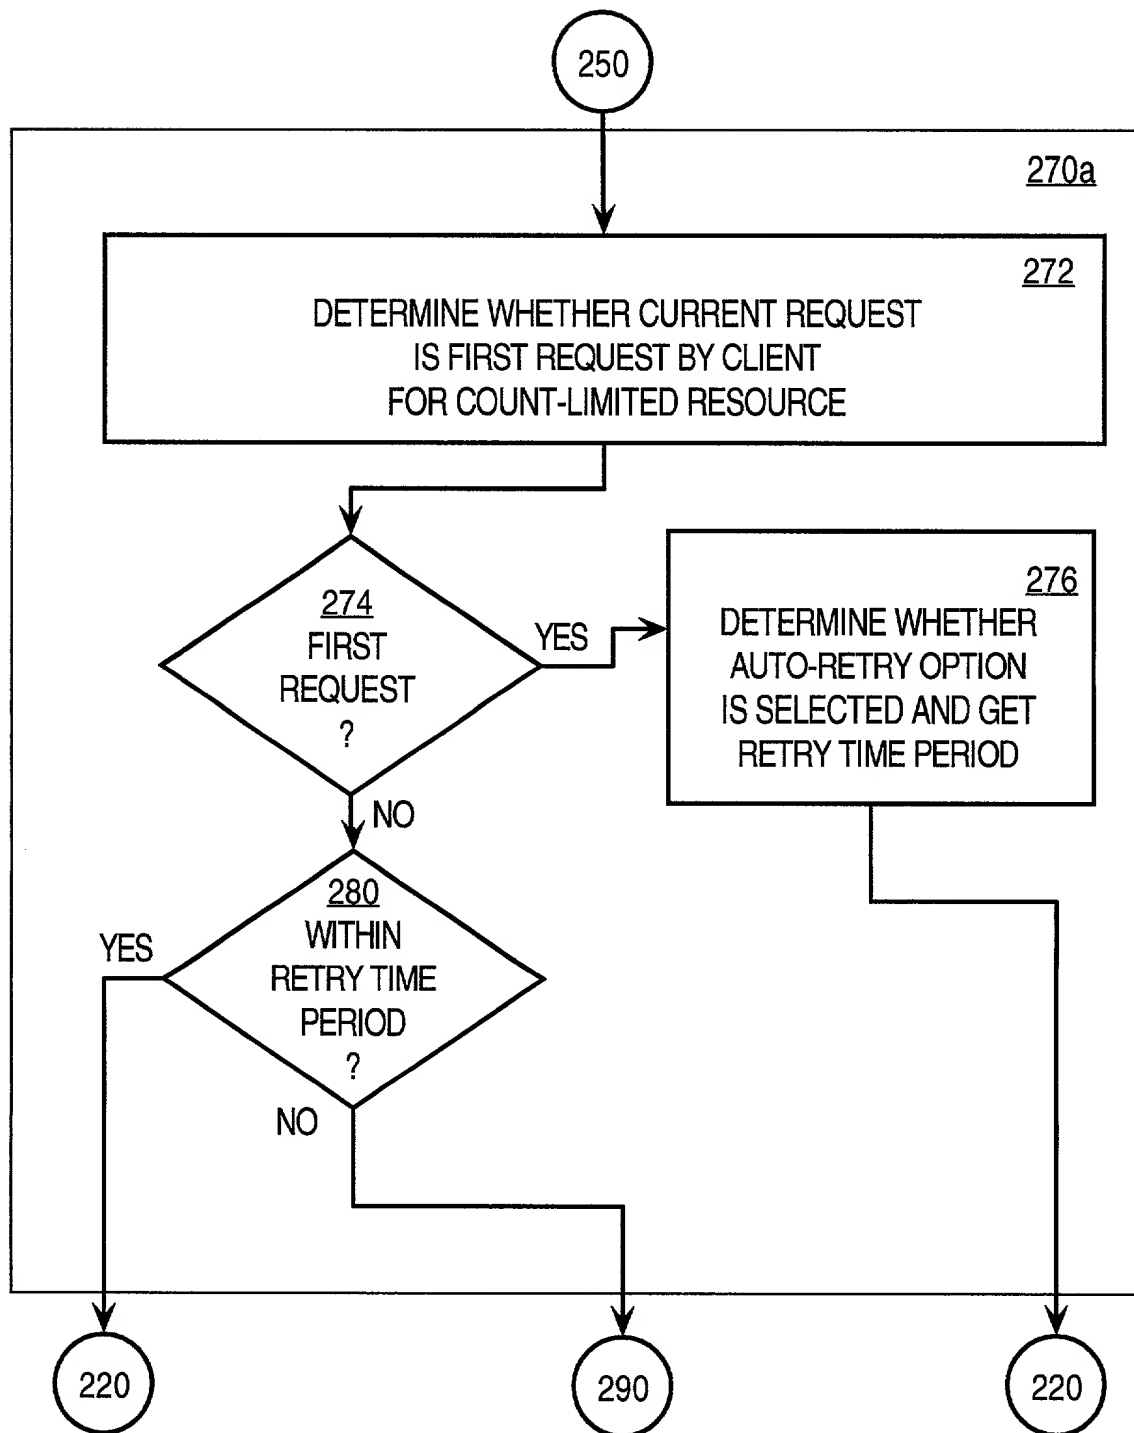 250
270a
272
DETERMINE WHETHER CURRENT REQUEST
IS FIRST REQUEST BY CLIENT
FOR COUNT-LIMITED RESOURCE
274
FIRST
REQUEST
?
YES
276
DETERMINE WHETHER
AUTO-RETRY OPTION
IS SELECTED AND GET
RETRY TIME PERIOD
NO
280
WITHIN
RETRY TIME
PERIOD
?
YES
NO
220
290
220